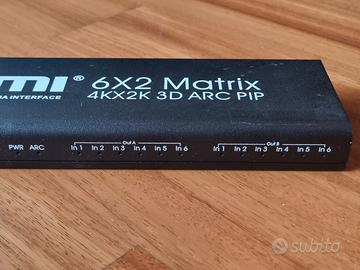 mi® 6X2 Matrix
IA INTERFACE 4KX2K 3D ARC PIP
Out A Out B
PWR ARC In 1 In 2 In 3 In 4 In 5 In 6 In 1 In 2 In 3 In 4 In 5 In 6
subito